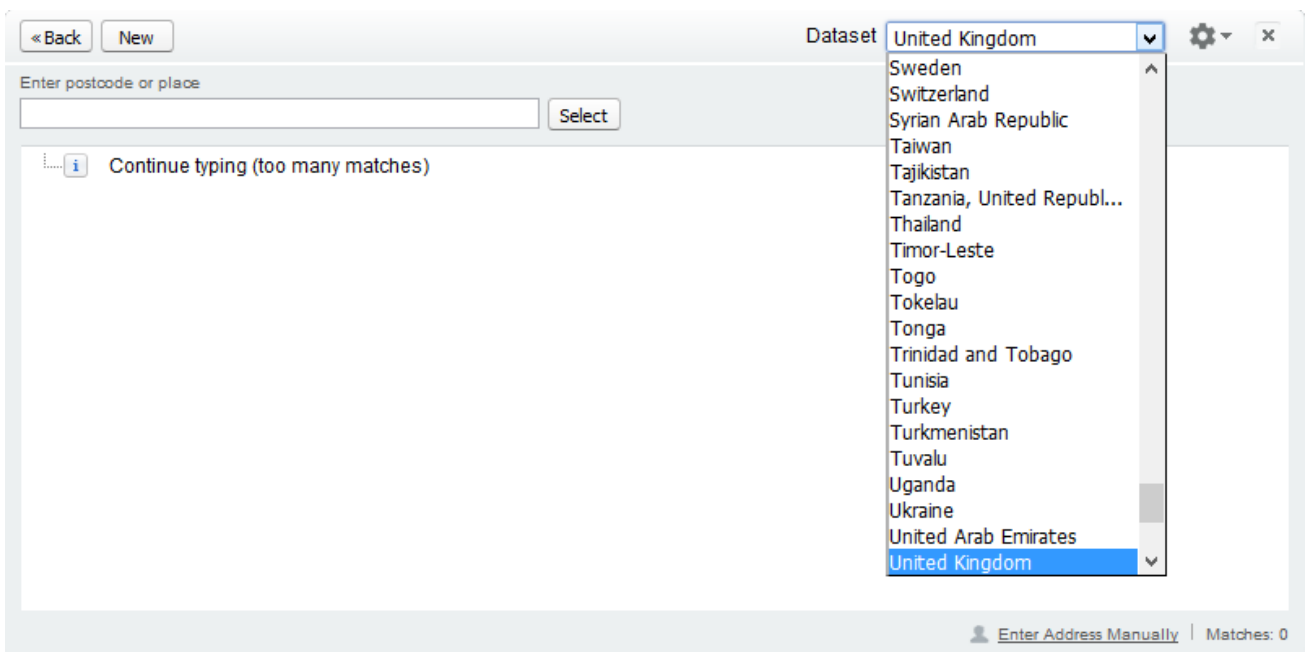 « Back New Dataset United Kingdom
Enter postcode or place
Select
Continue typing (too many matches)
Sweden
Switzerland
Syrian Arab Republic
Taiwan
Tajikistan
Tanzania, United Republ...
Thailand
Timor-Leste
Togo
Tokelau
Tonga
Trinidad and Tobago
Tunisia
Turkey
Turkmenistan
Tuvalu
Uganda
Ukraine
United Arab Emirates
United Kingdom
Enter Address Manually | Matches: 0